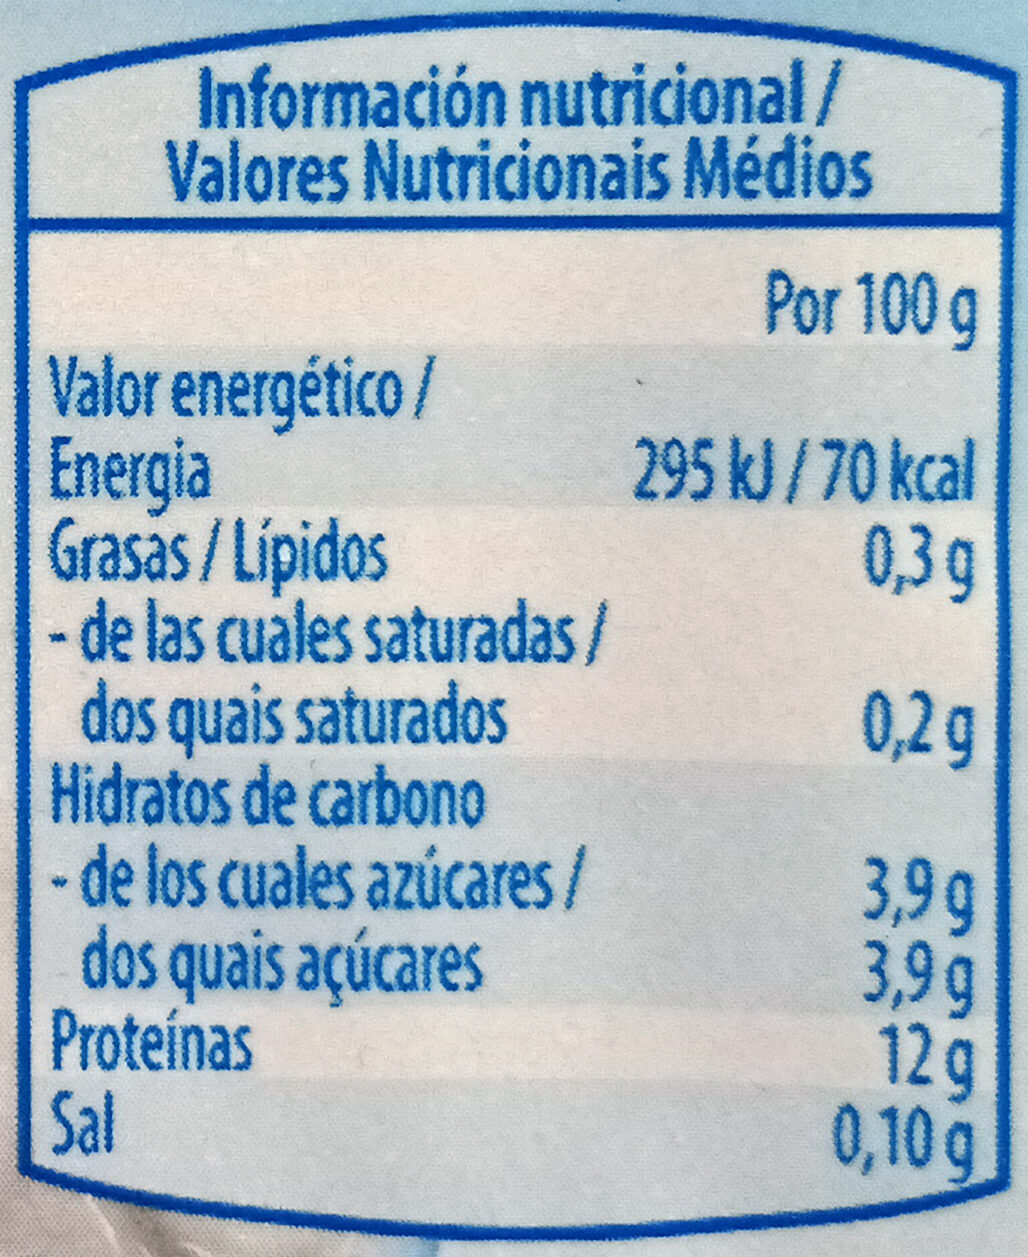 Información nutricional /
Valores Nutricionais Médios
Por 100 g
Valor energético /
Energia 295 kJ / 70 kcal
Grasas / Lípidos 0,3 g
- de las cuales saturadas /
dos quais saturados 0,2 g
Hidratos de carbono
- de los cuales azúcares / 3,9 g
dos quais açúcares 3,9 g
Proteínas 12 g
Sal 0,10 g